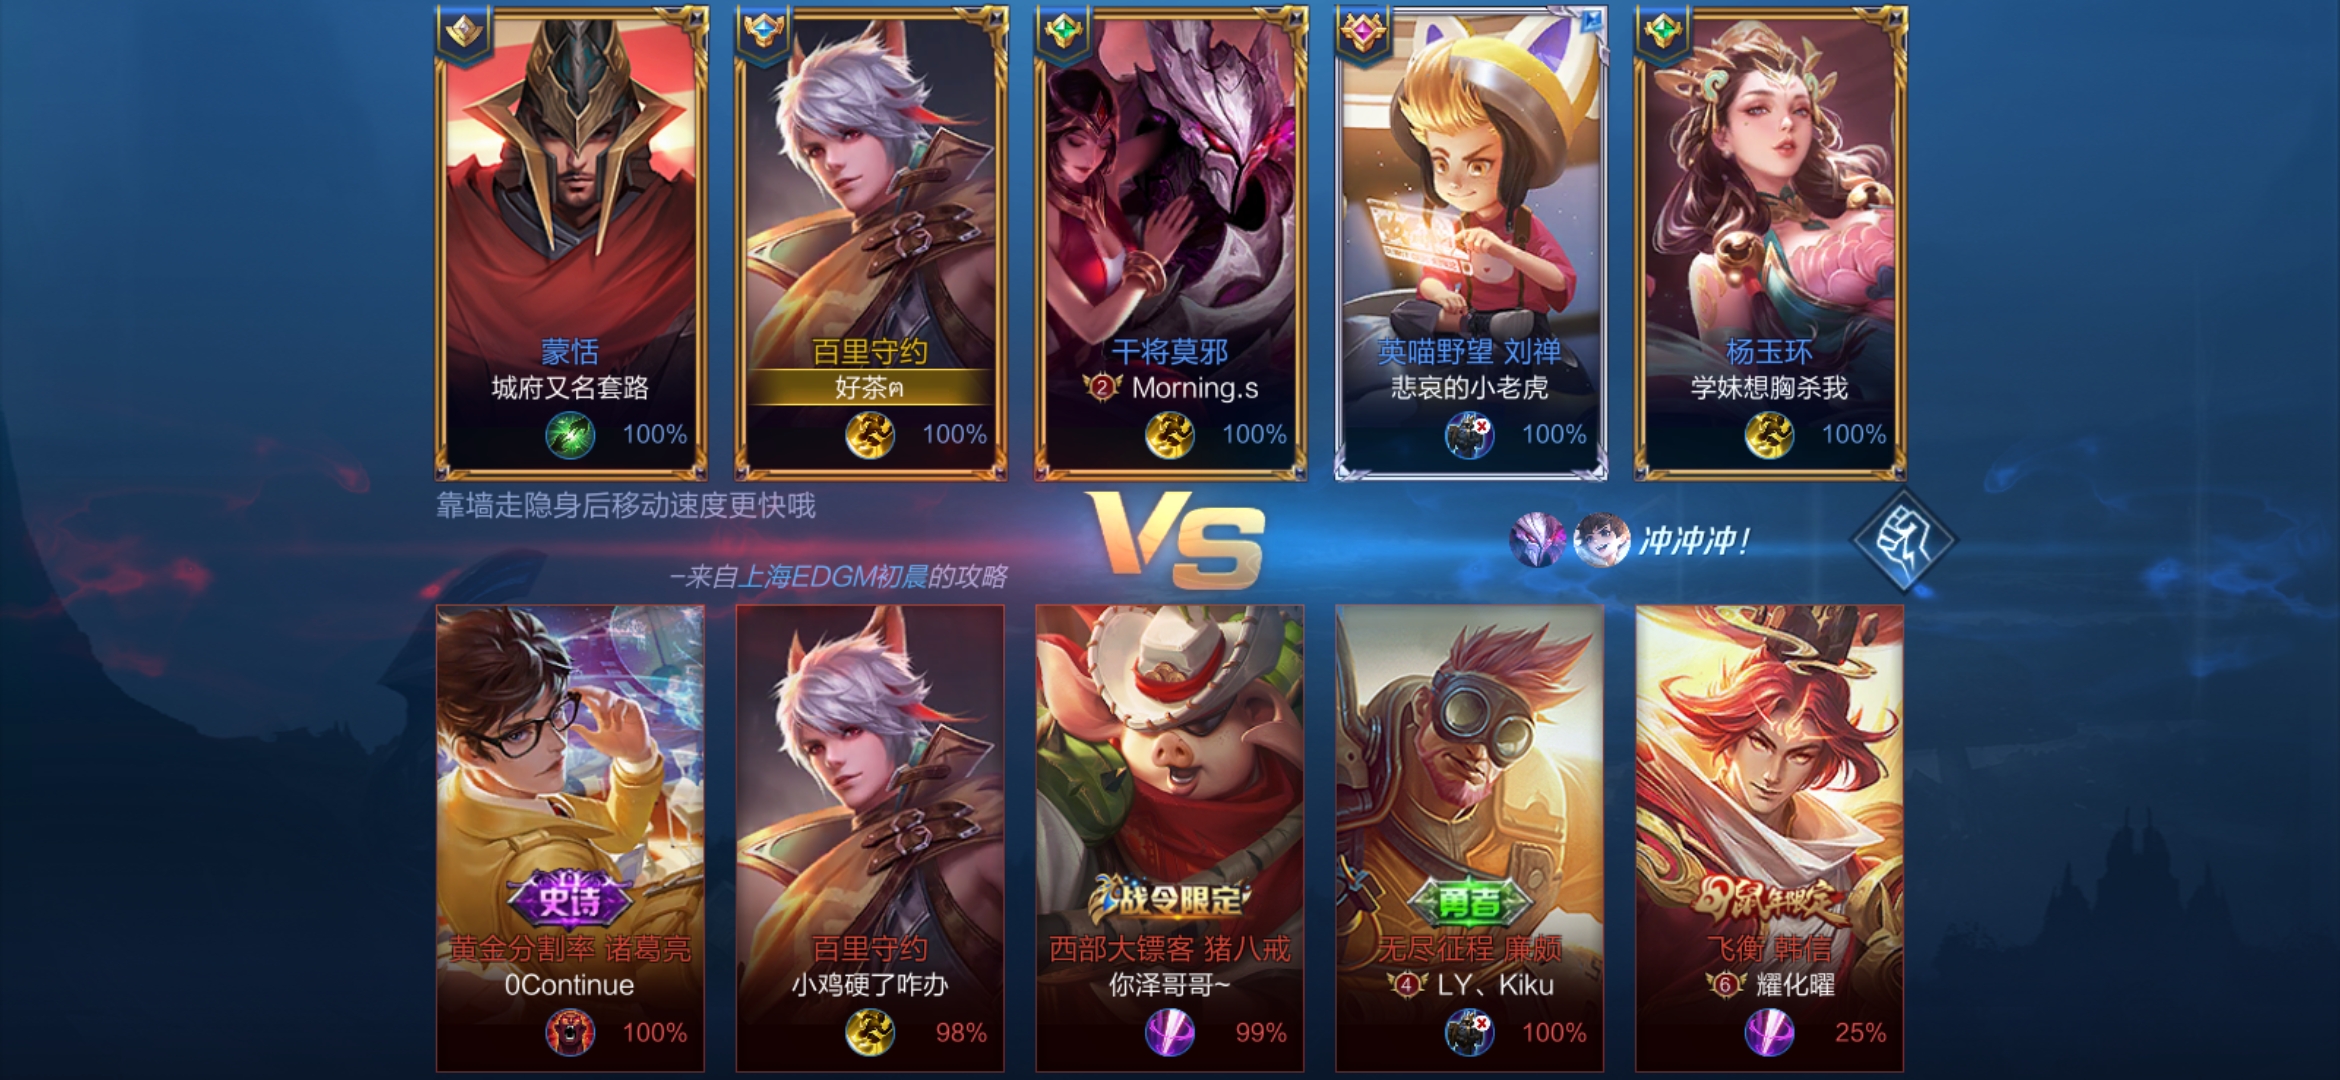 蒙恬
城府又名套路
100%
百里守约
好茶ฅ
100%
干将莫邪
2 Morning.s
100%
英喵野望 刘禅
悲哀的小老虎
100%
杨玉环
学妹想胸杀我
100%
靠墙走隐身后移动速度更快哦
–来自上海EDGM初晨的攻略
VS
冲冲冲！
史诗
黄金分割率 诸葛亮
0Continue
100%
百里守约
小鸡硬了咋办
98%
战令限定
西部大镖客 猪八戒
你泽哥哥~
99%
勇者
无尽征程 廉颇
4 LY、Kiku
100%
鼠年限定
飞衡 韩信
6 耀化曜
25%